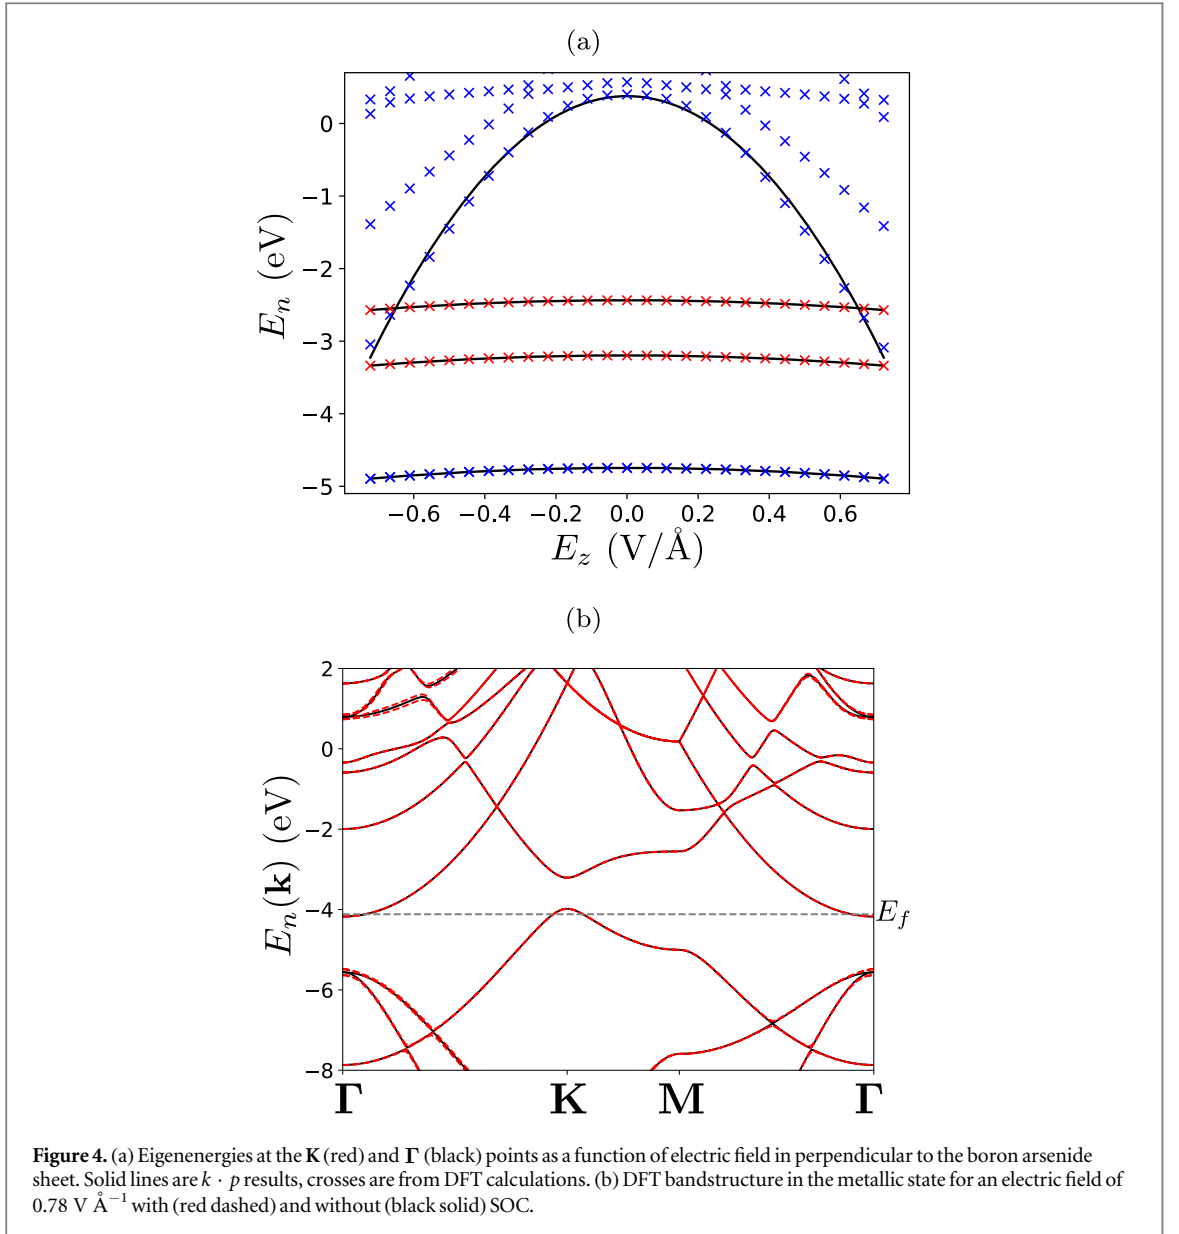 (a)
0
−1
−2
−3
−4
−5
E_n (eV)
−0.6 −0.4 −0.2 0.0 0.2 0.4 0.6
E_z (V/Å)
(b)
2
0
−2
−4
−6
−8
E_n(k) (eV)
E_f
Γ K M Γ
Figure 4. (a) Eigenenergies at the K (red) and Γ (black) points as a function of electric field in perpendicular to the boron arsenide
sheet. Solid lines are k · p results, crosses are from DFT calculations. (b) DFT bandstructure in the metallic state for an electric field of
0.78 V Å⁻¹ with (red dashed) and without (black solid) SOC.